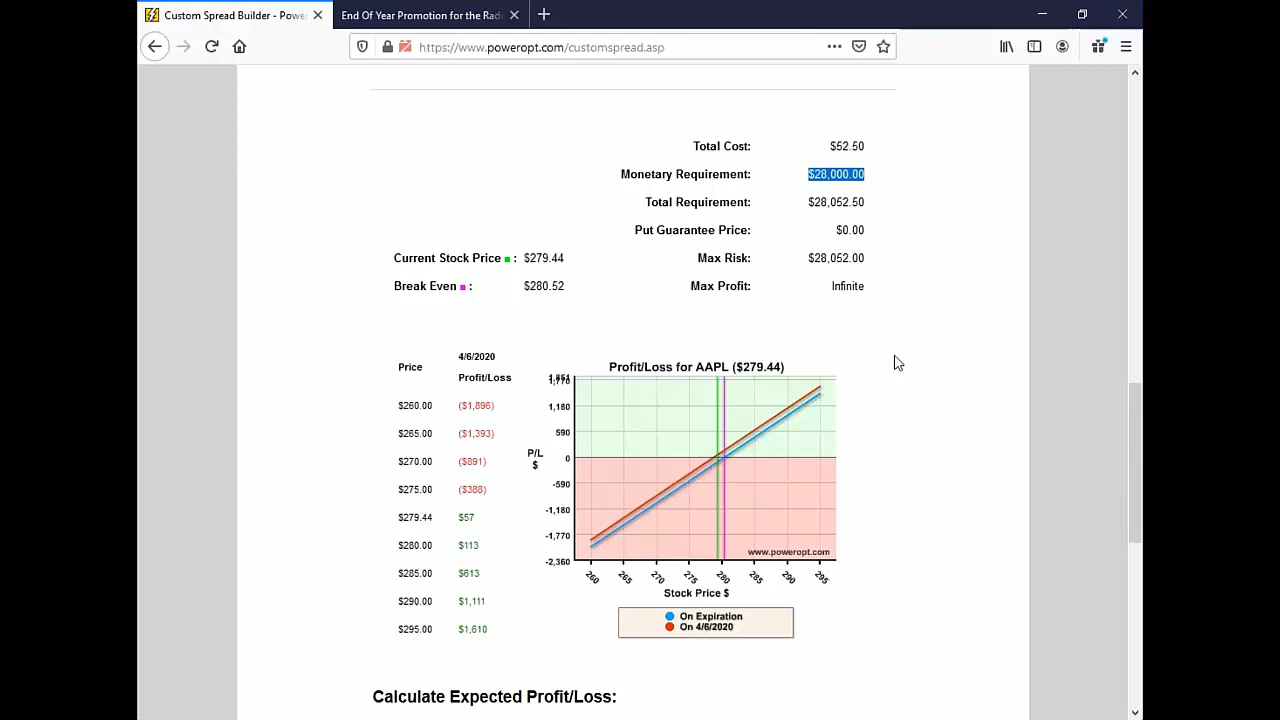 Custom Spread Builder - Powe
End Of Year Promotion for the Rad
https://www.poweropt.com/customspread.asp
Total Cost: $52.50
Monetary Requirement: $28,000.00
Total Requirement: $28,052.50
Put Guarantee Price: $0.00
Current Stock Price : $279.44 Max Risk: $28,052.00
Break Even : $280.52 Max Profit: Infinite
Price 4/6/2020 Profit/Loss
$260.00 ($1,896)
$265.00 ($1,393)
$270.00 ($891)
$275.00 ($388)
$279.44 $57
$280.00 $113
$285.00 $613
$290.00 $1,111
$295.00 $1,610
Profit/Loss for AAPL ($279.44)
1,770
1,180
590
0
-590
-1,180
-1,770
-2,360
P/L
$
www.poweropt.com
260 265 270 275 280 285 290 295
Stock Price $
On Expiration
On 4/6/2020
Calculate Expected Profit/Loss: